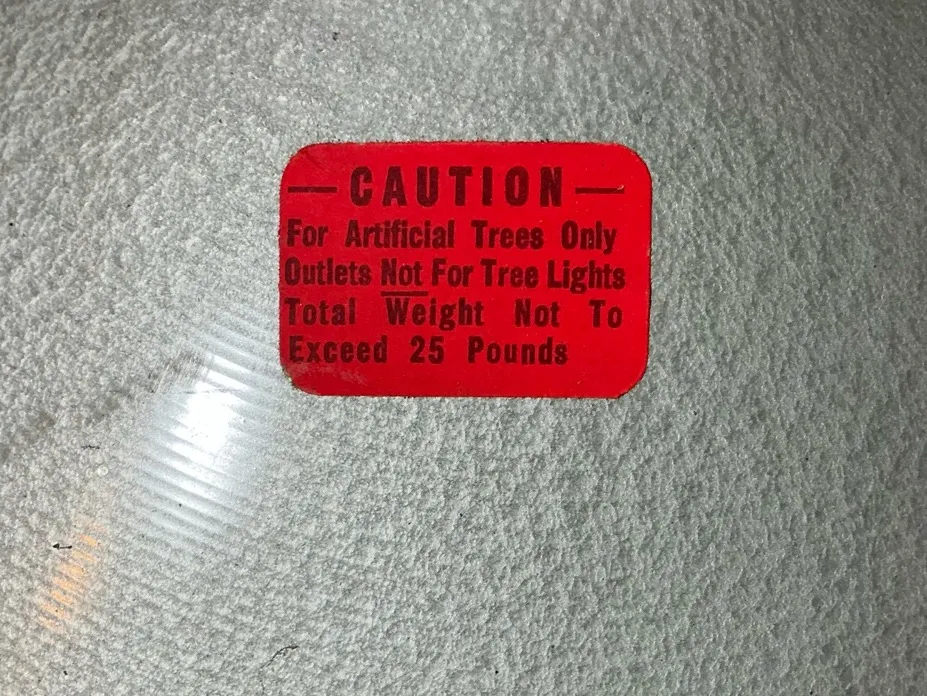 — CAUTION —
For Artificial Trees Only
Outlets Not For Tree Lights
Total Weight Not To
Exceed 25 Pounds